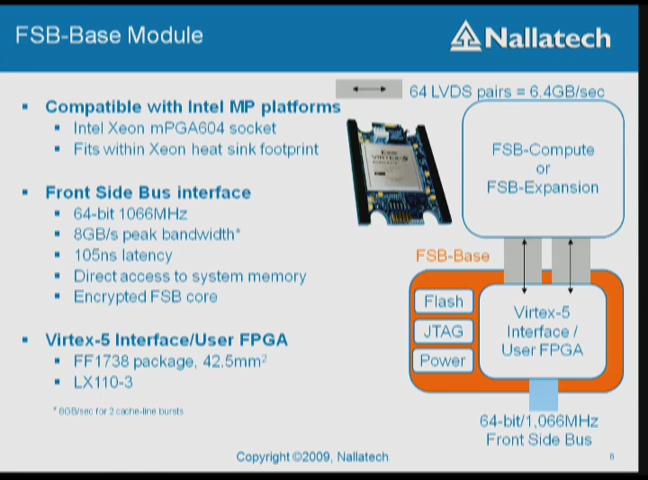 FSB-Base Module
Nallatech
64 LVDS pairs = 6.4GB/sec
Compatible with Intel MP platforms
Intel Xeon mPGA604 socket
Fits within Xeon heat sink footprint
Front Side Bus interface
64-bit 1066MHz
8GB/s peak bandwidth*
105ns latency
Direct access to system memory
Encrypted FSB core
Virtex-5 Interface/User FPGA
FF1738 package, 42.5mm²
LX110-3
* 8GB/sec for 2 cache-line bursts
FSB-Compute
or
FSB-Expansion
FSB-Base
Flash
JTAG
Power
Virtex-5
Interface /
User FPGA
64-bit/1,066MHz
Front Side Bus
Copyright ©2009, Nallatech